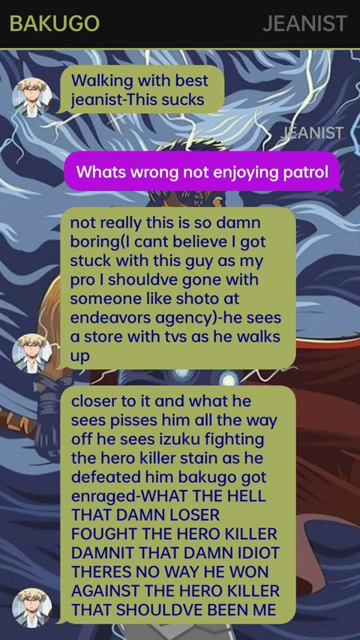 BAKUGO
JEANIST
Walking with best
jeanist-This sucks
JEANIST
Whats wrong not enjoying patrol
not really this is so damn
boring(I cant believe I got
stuck with this guy as my
pro I shouldve gone with
someone like shoto at
endeavors agency)-he sees
a store with tvs as he walks
up
closer to it and what he
sees pisses him all the way
off he sees izuku fighting
the hero killer stain as he
defeated him bakugo got
enraged-WHAT THE HELL
THAT DAMN LOSER
FOUGHT THE HERO KILLER
DAMNIT THAT DAMN IDIOT
THERES NO WAY HE WON
AGAINST THE HERO KILLER
THAT SHOULDVE BEEN ME